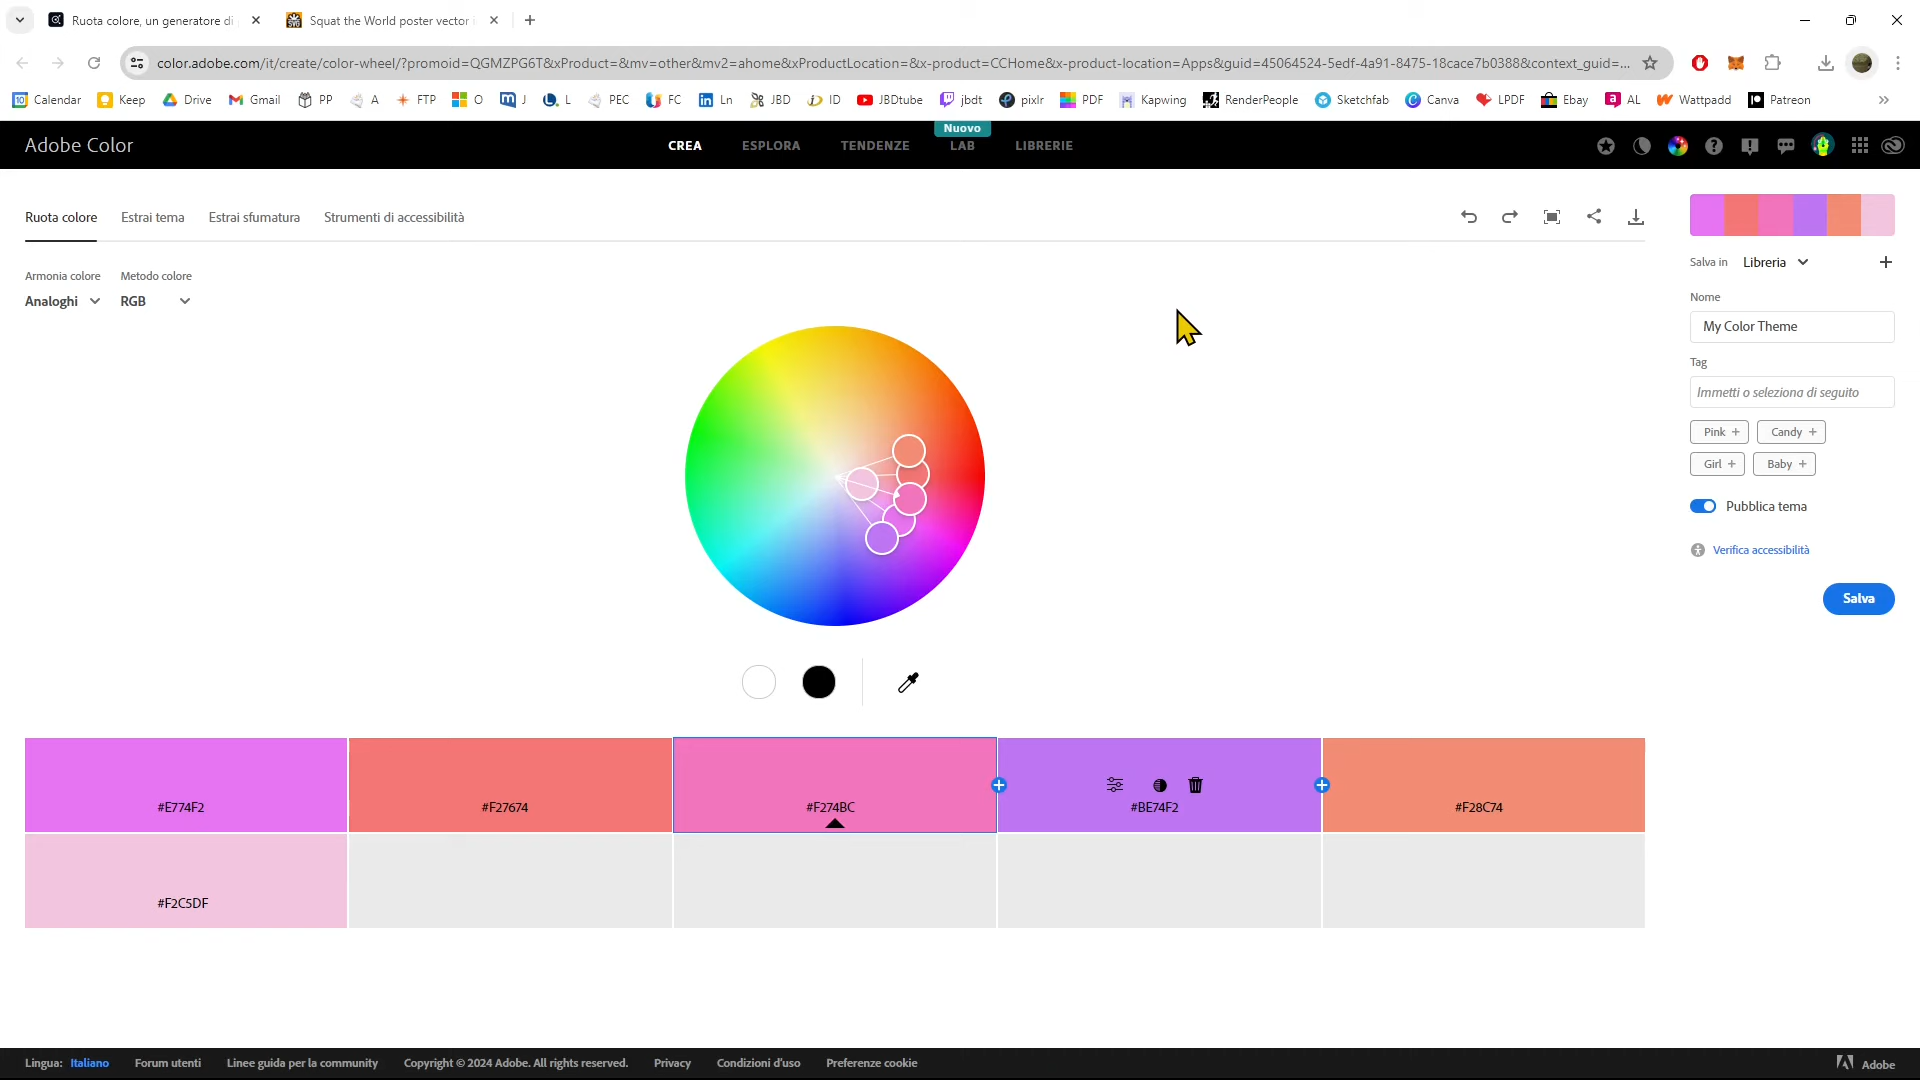 Ruota colore, un generatore di
Squat the World poster vector i
color.adobe.com/it/create/color-wheel/?promoid=QGMZPG6T&xProduct=&mv=other&mv2=ahome&xProductLocation=&x-product=CCHome&x-product-location=Apps&guid=45064524-5edf-4a91-8475-18cace7b0388&context_guid=...
Calendar Keep Drive Gmail PP A FTP O J L PEC FC Ln JBD ID JBDtube jbdt pixlr PDF Kapwing RenderPeople Sketchfab Canva LPDF Ebay AL Wattpadd Patreon
Adobe Color
CREA ESPLORA TENDENZE LAB LIBRERIE
Nuovo
Ruota colore Estrai tema Estrai sfumatura Strumenti di accessibilità
Armonia colore Metodo colore
Analoghi RGB
Salva in Libreria
Nome
My Color Theme
Tag
Immetti o seleziona di seguito
Pink + Candy +
Girl + Baby +
Pubblica tema
Verifica accessibilità
Salva
#E774F2 #F27674 #F274BC #BE74F2 #F28C74
#F2C5DF
Lingua: Italiano Forum utenti Linee guida per la community Copyright © 2024 Adobe. All rights reserved. Privacy Condizioni d'uso Preferenze cookie Adobe